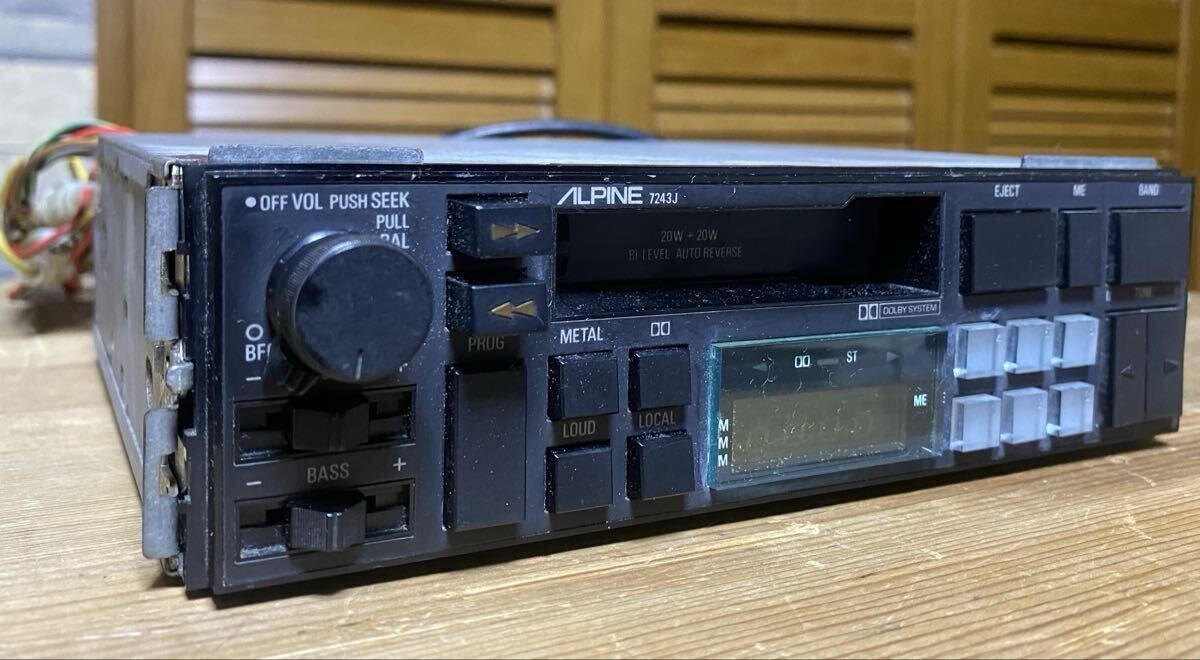 OFF VOL PUSH SEEK
PULL
BAL
ALPINE 7243J
20W + 20W
BI LEVEL AUTO REVERSE
EJECT
ME
BAND
DOLBY SYSTEM
PROG
METAL
LOUD
LOCAL
ST
ME
M
M
M
- BASS +
-